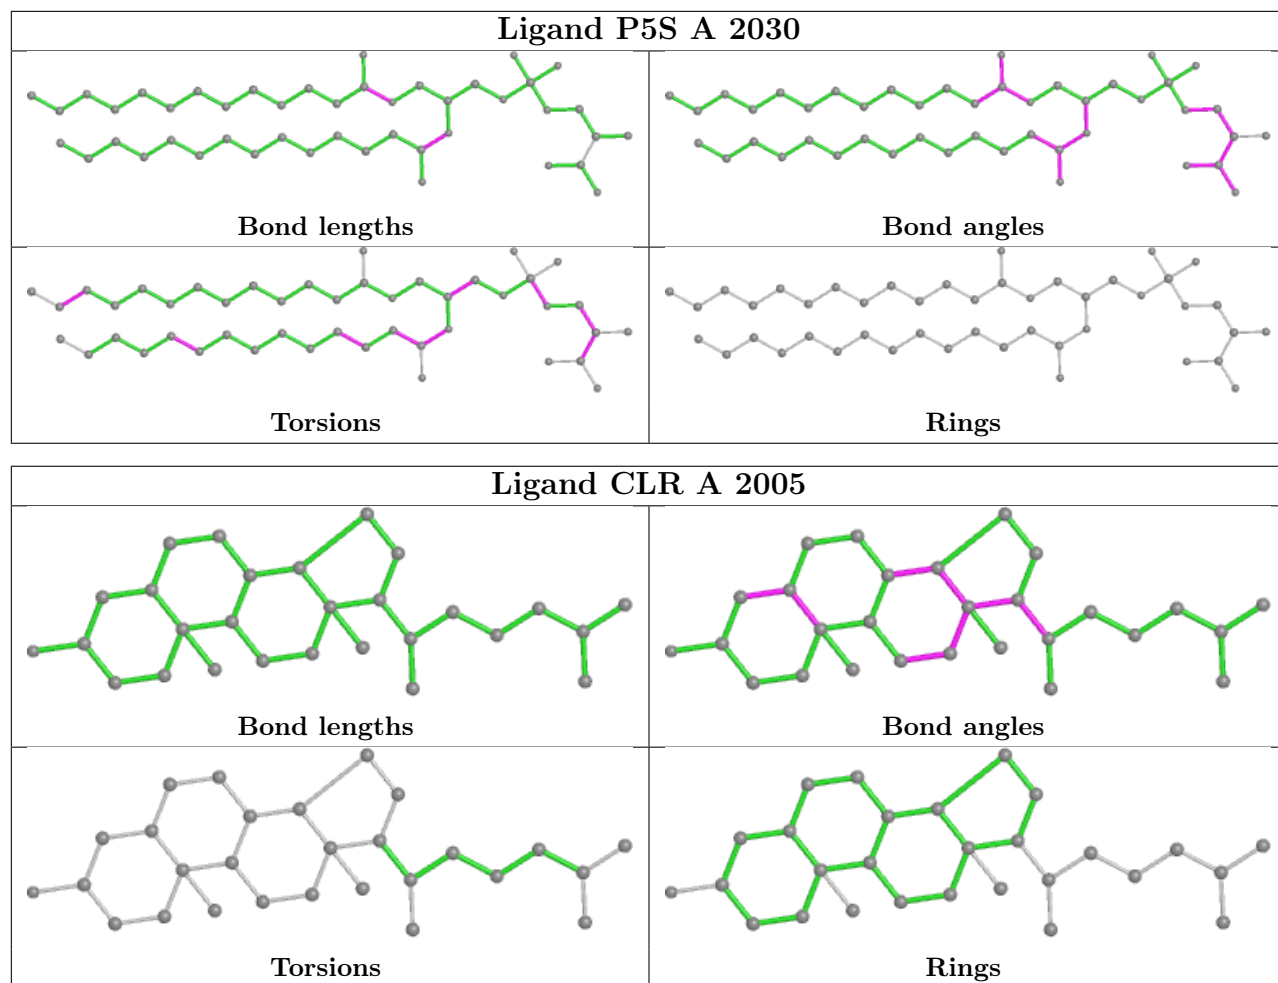 Ligand P5S A 2030
Bond lengths
Bond angles
Torsions
Rings
Ligand CLR A 2005
Bond lengths
Bond angles
Torsions
Rings